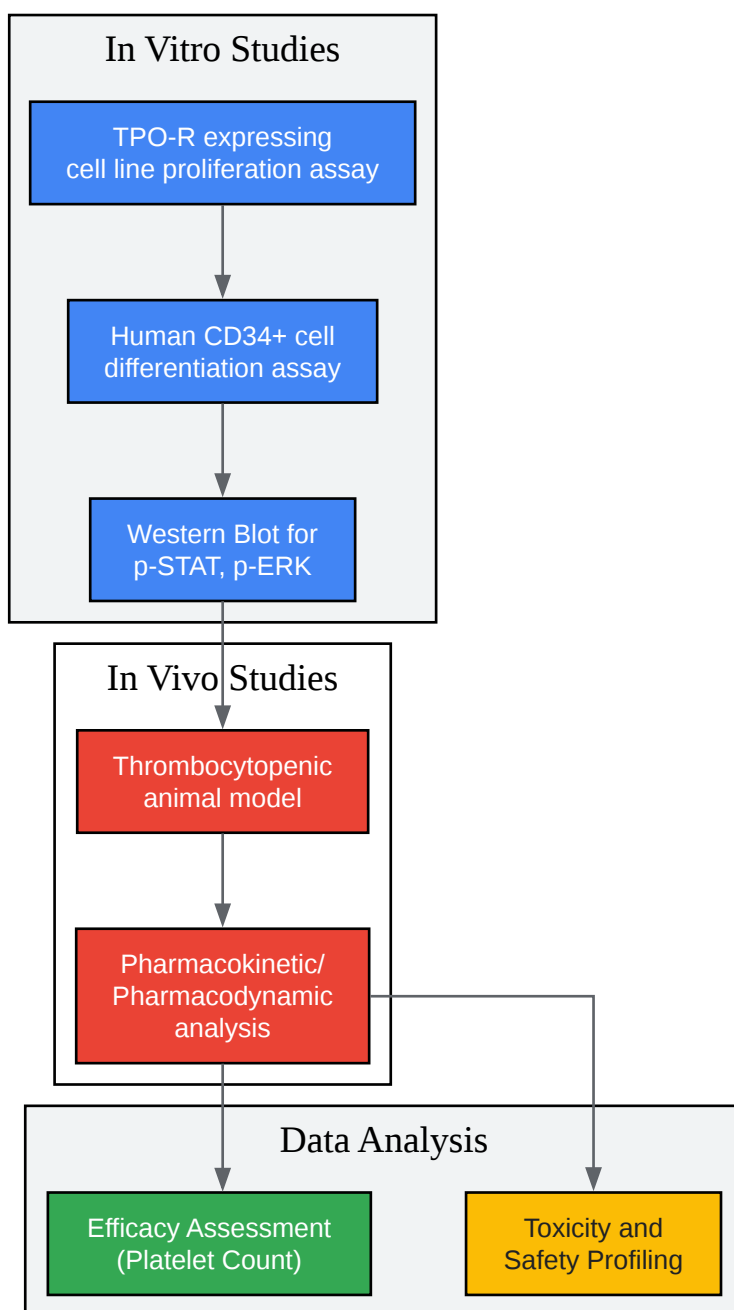 In Vitro Studies
TPO-R expressing
cell line proliferation assay
Human CD34+ cell
differentiation assay
Western Blot for
p-STAT, p-ERK
In Vivo Studies
Thrombocytopenic
animal model
Pharmacokinetic/
Pharmacodynamic
analysis
Data Analysis
Efficacy Assessment
(Platelet Count)
Toxicity and
Safety Profiling